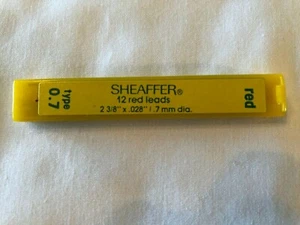 type
0.7
SHEAFFER®
12 red leads
2 3/8" x .028" / .7 mm dia.
red